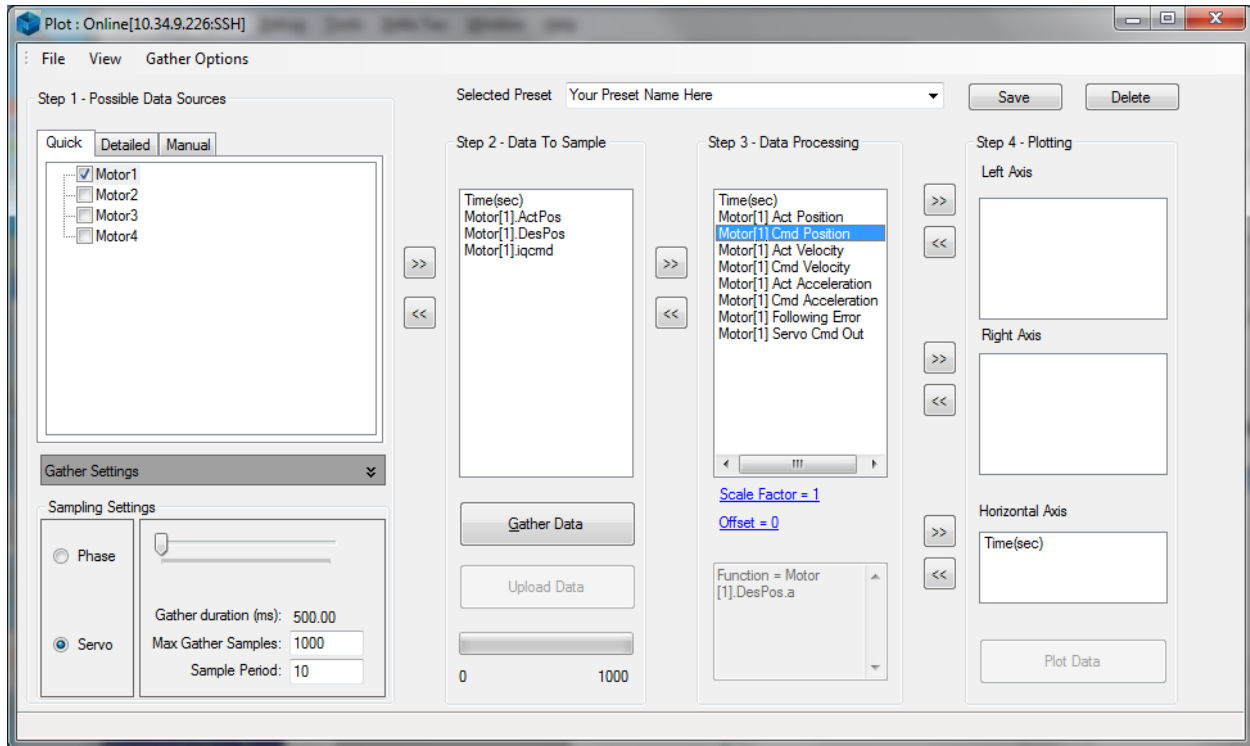 Plot : Online[10.34.9.226:SSH]
File View Gather Options
Step 1 - Possible Data Sources
Quick Detailed Manual
Motor1
Motor2
Motor3
Motor4
Gather Settings
Sampling Settings
Phase
Servo
Gather duration (ms): 500.00
Max Gather Samples: 1000
Sample Period: 10
Selected Preset Your Preset Name Here
Save Delete
Step 2 - Data To Sample
Time(sec)
Motor[1].ActPos
Motor[1].DesPos
Motor[1].iqcmd
>>
<<
Gather Data
Upload Data
0 1000
>>
<<
Step 3 - Data Processing
Time(sec)
Motor[1] Act Position
Motor[1] Cmd Position
Motor[1] Act Velocity
Motor[1] Cmd Velocity
Motor[1] Act Acceleration
Motor[1] Cmd Acceleration
Motor[1] Following Error
Motor[1] Servo Cmd Out
Scale Factor = 1
Offset = 0
Function = Motor
[1].DesPos.a
Step 4 - Plotting
Left Axis
>>
<<
Right Axis
>>
<<
Horizontal Axis
>>
<<
Time(sec)
Plot Data